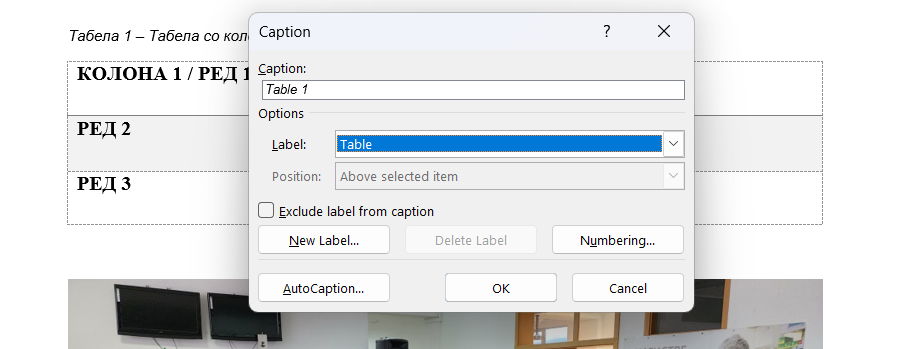 Табела 1 – Табела со
Caption
?
Caption:
Table 1
КОЛОНА 1 / РЕД 1
Options
РЕД 2
Label:
Table
Position:
Above selected item
РЕД 3
Exclude label from caption
New Label...
Delete Label
Numbering...
AutoCaption...
OK
Cancel